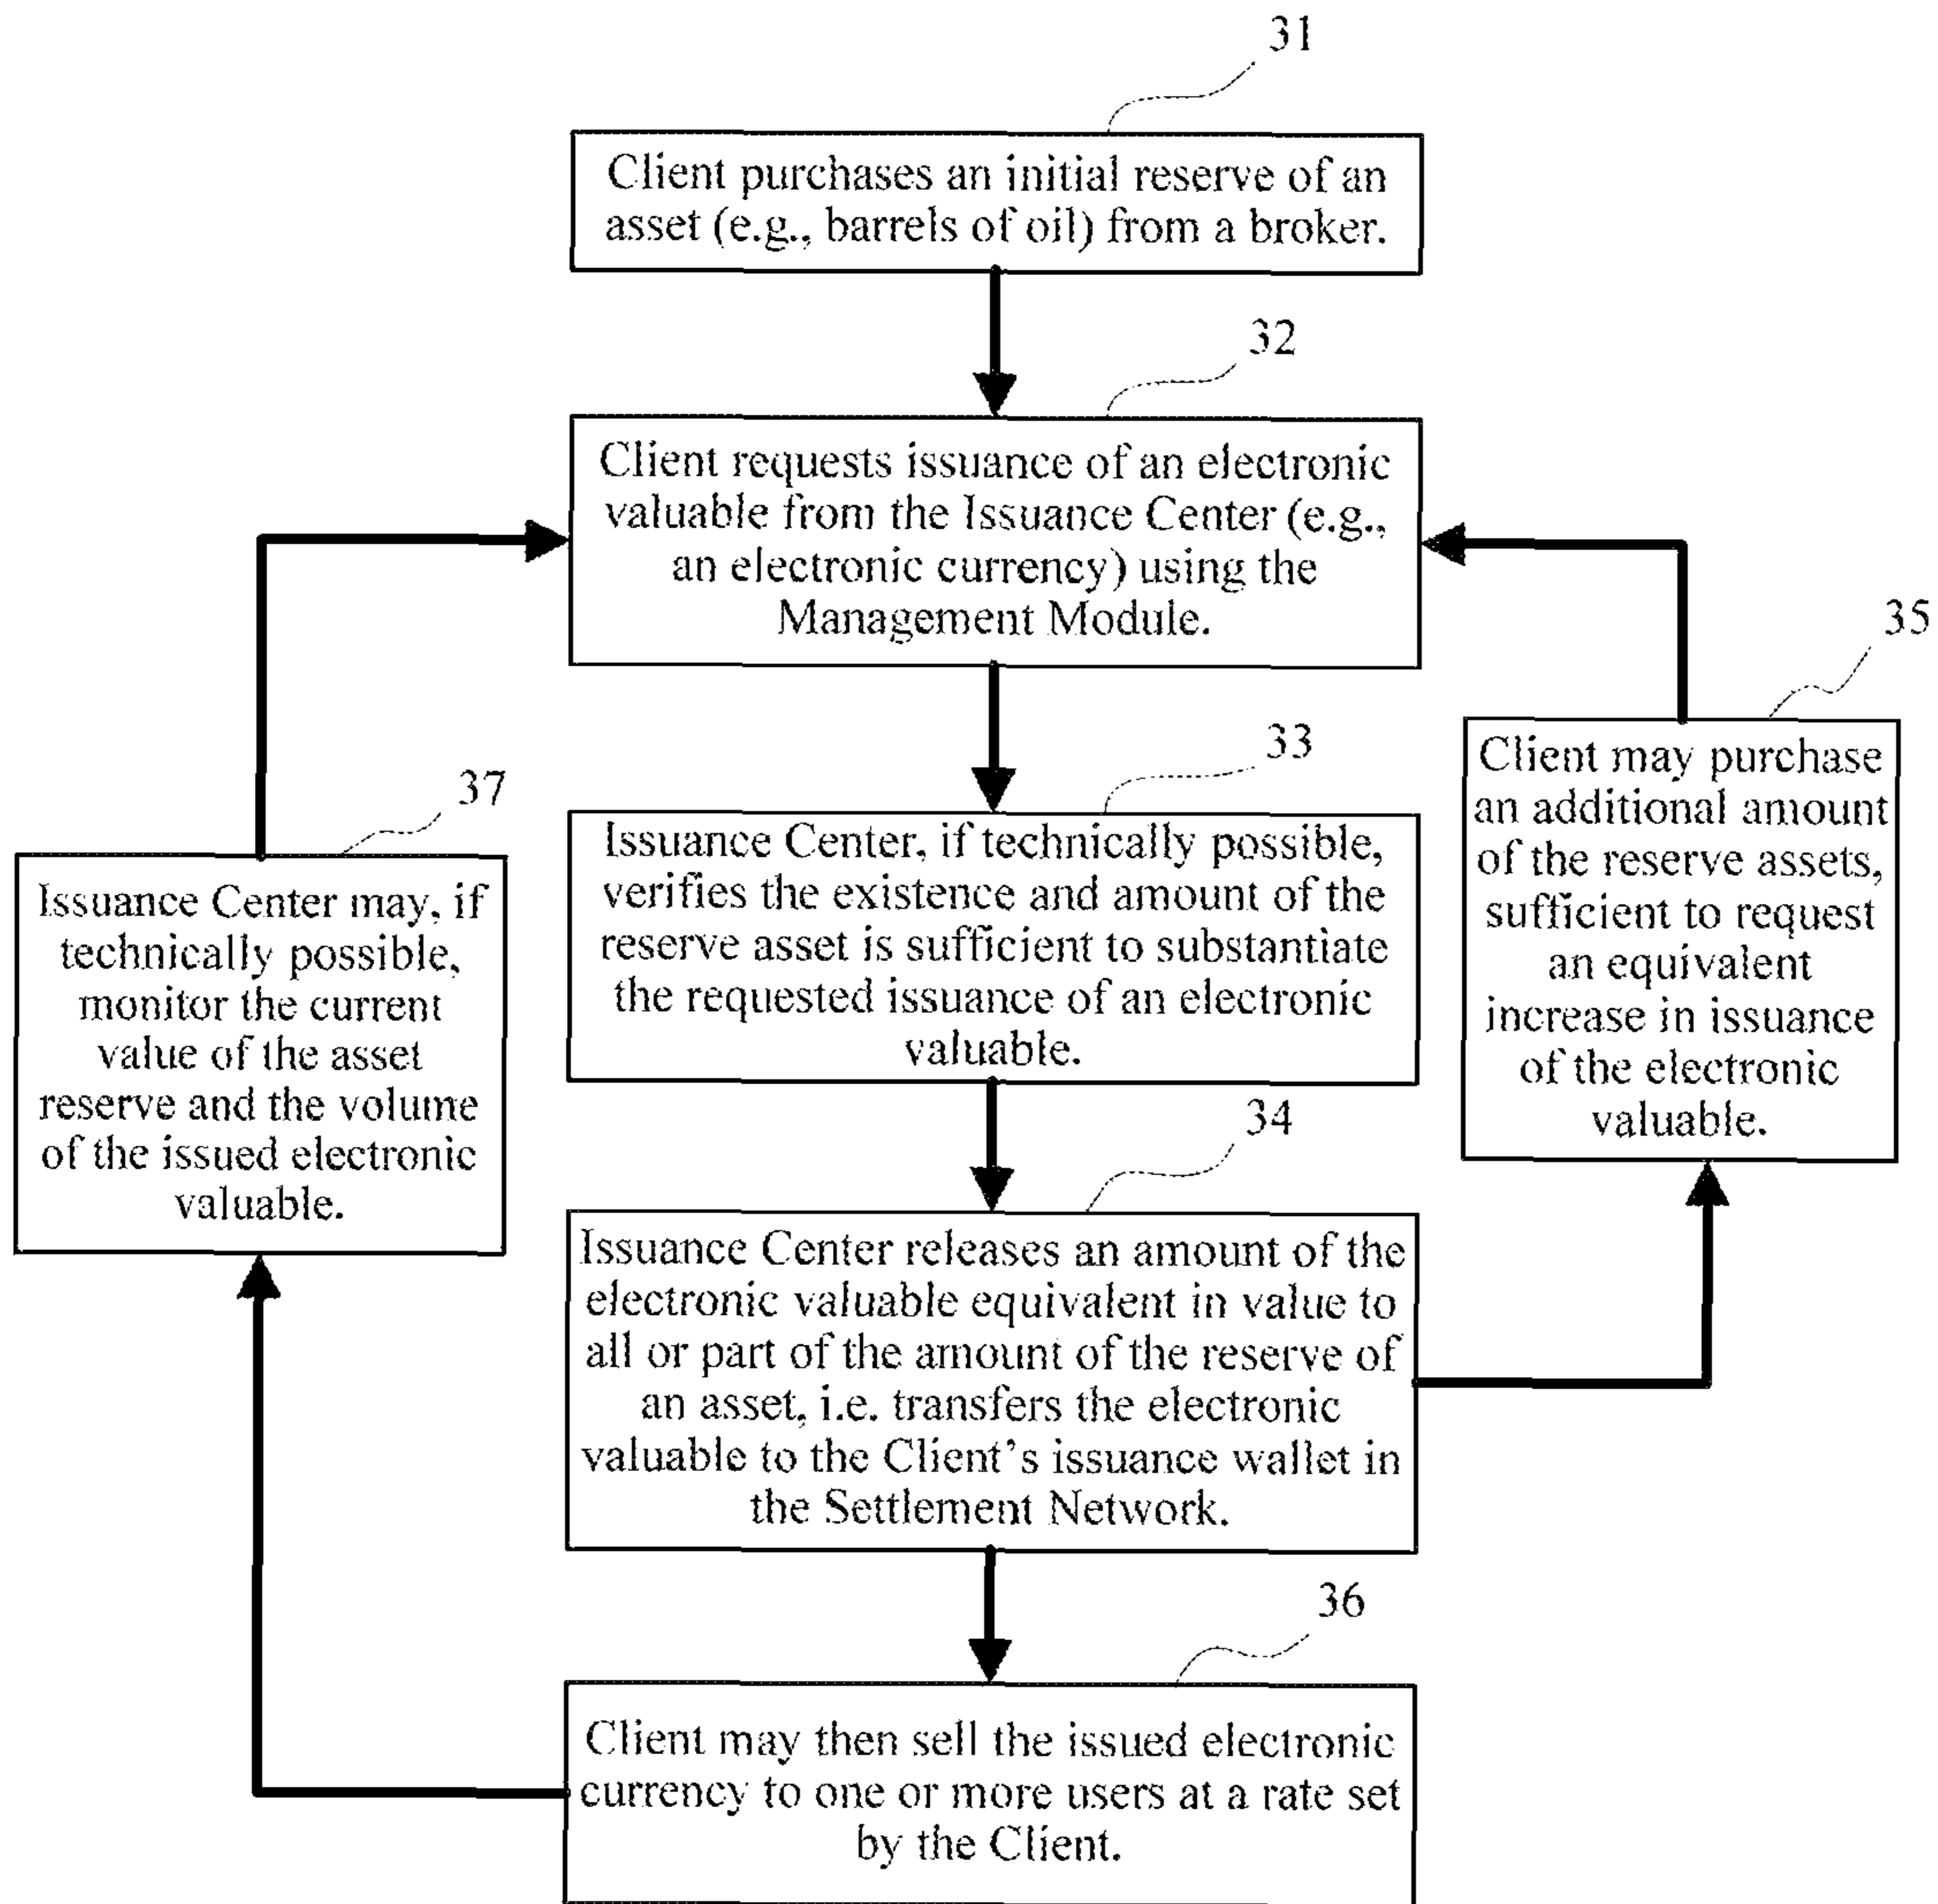 31
Client purchases an initial reserve of an
asset (e.g., barrels of oil) from a broker.
32
Client requests issuance of an electronic
valuable from the Issuance Center (e.g.,
an electronic currency) using the
Management Module.
33
Issuance Center, if technically possible,
verifies the existence and amount of the
reserve asset is sufficient to substantiate
the requested issuance of an electronic
valuable.
34
Issuance Center releases an amount of the
electronic valuable equivalent in value to
all or part of the amount of the reserve of
an asset, i.e. transfers the electronic
valuable to the Client's issuance wallet in
the Settlement Network.
35
Client may purchase
an additional amount
of the reserve assets,
sufficient to request
an equivalent
increase in issuance
of the electronic
valuable.
36
Client may then sell the issued electronic
currency to one or more users at a rate set
by the Client.
37
Issuance Center may, if
technically possible,
monitor the current
value of the asset
reserve and the volume
of the issued electronic
valuable.